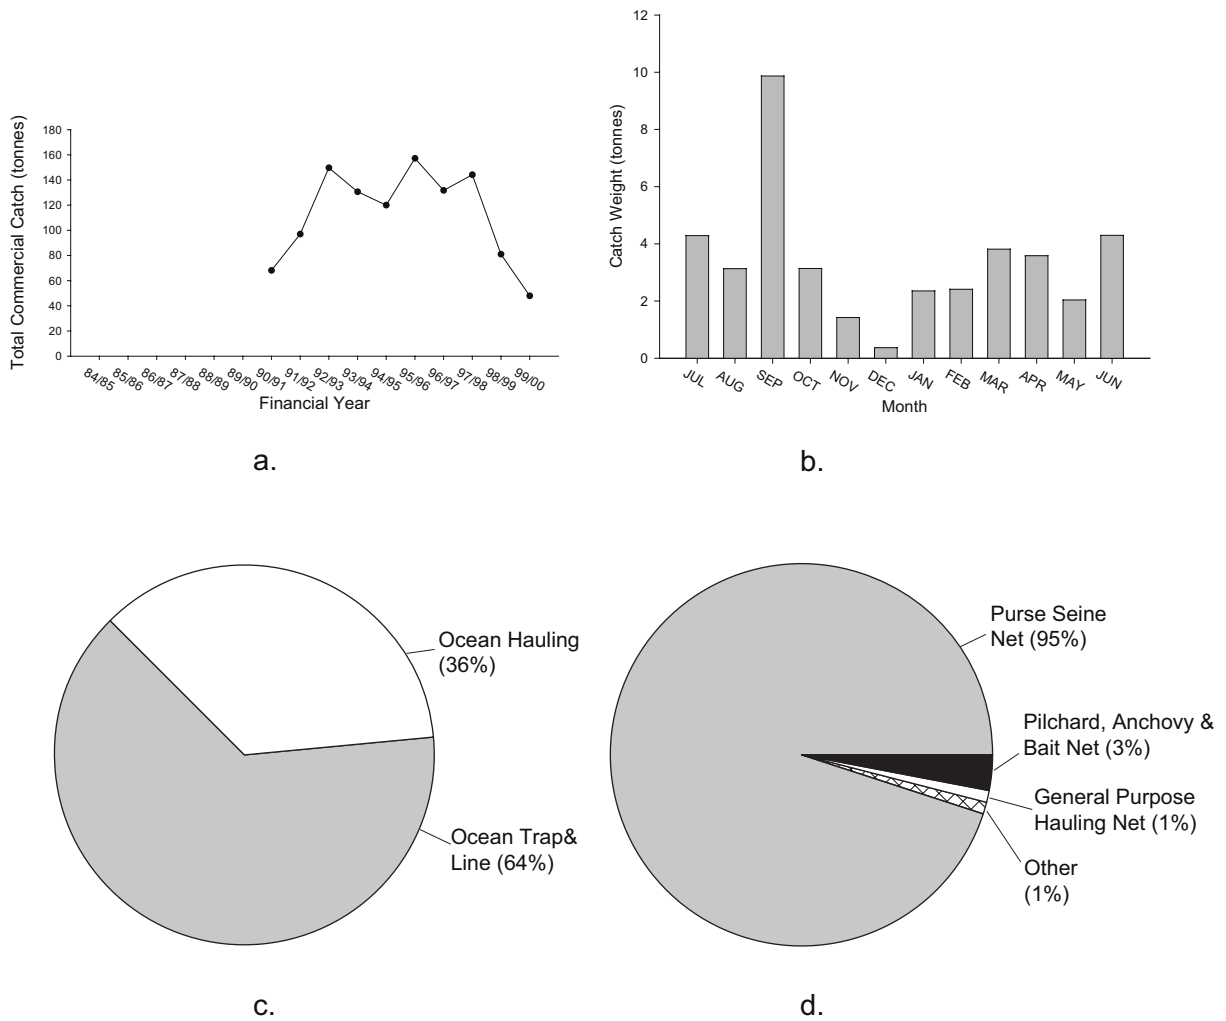 Total Commercial Catch (tonnes)
180
160
140
120
100
80
60
40
20
0
84/85 85/86 86/87 87/88 88/89 89/90 90/91 91/92 92/93 93/94 94/95 95/96 96/97 97/98 98/99 99/00
Financial Year
a.
Catch Weight (tonnes)
12
10
8
6
4
2
0
JUL AUG SEP OCT NOV DEC JAN FEB MAR APR MAY JUN
Month
b.
Ocean Hauling
(36%)
Ocean Trap&
Line (64%)
c.
Purse Seine
Net (95%)
Pilchard, Anchovy &
Bait Net (3%)
General Purpose
Hauling Net (1%)
Other
(1%)
d.